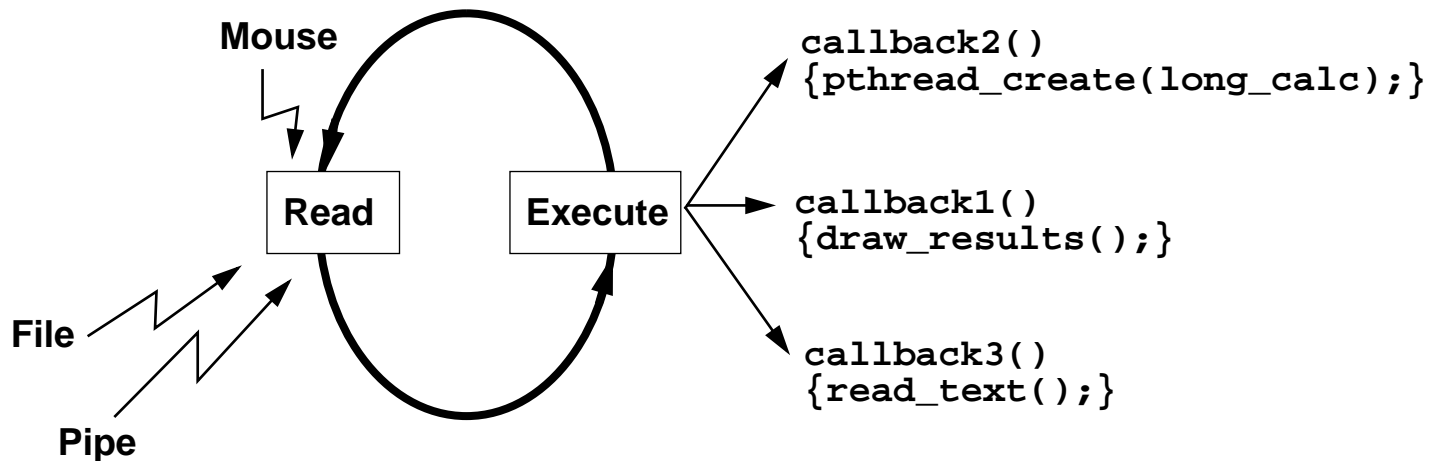 Mouse
callback2()
{pthread_create(long_calc);}
Read
Execute
callback1()
{draw_results();}
File
callback3()
{read_text();}
Pipe